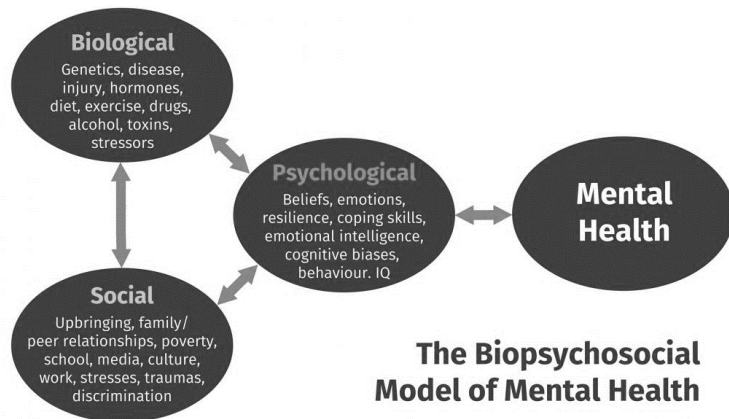 Biological
Genetics, disease,
injury, hormones,
diet, exercise, drugs,
alcohol, toxins,
stressors
Psychological
Beliefs, emotions,
resilience, coping skills,
emotional intelligence,
cognitive biases,
behaviour. IQ
Mental
Health
Social
Upbringing, family/
peer relationships, poverty,
school, media, culture,
work, stresses, traumas,
discrimination
The Biopsychosocial
Model of Mental Health